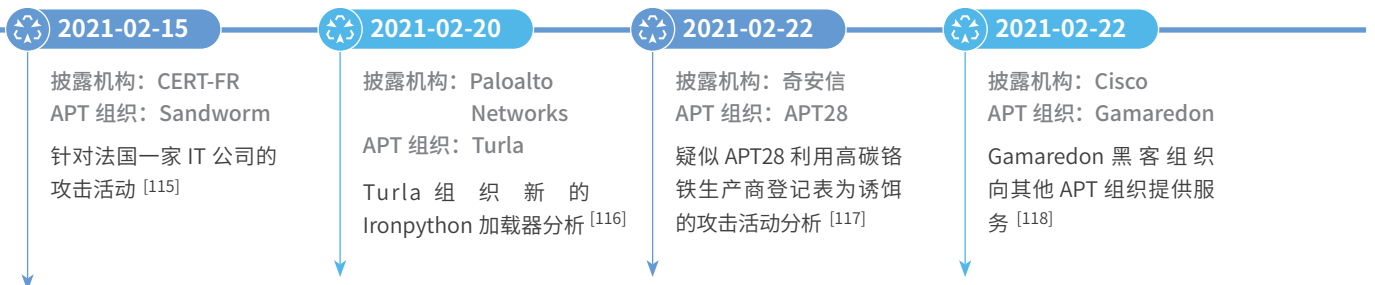 2021-02-15
披露机构：CERT-FR
APT 组织：Sandworm
针对法国一家 IT 公司的
攻击活动 [115]
2021-02-20
披露机构：Paloalto
Networks
APT 组织：Turla
Turla 组 织 新 的
Ironpython 加载器分析 [116]
2021-02-22
披露机构：奇安信
APT 组织：APT28
疑似 APT28 利用高碳铬
铁生产商登记表为诱饵
的攻击活动分析 [117]
2021-02-22
披露机构：Cisco
APT 组织：Gamaredon
Gamaredon 黑 客 组 织
向其他 APT 组织提供服
务 [118]